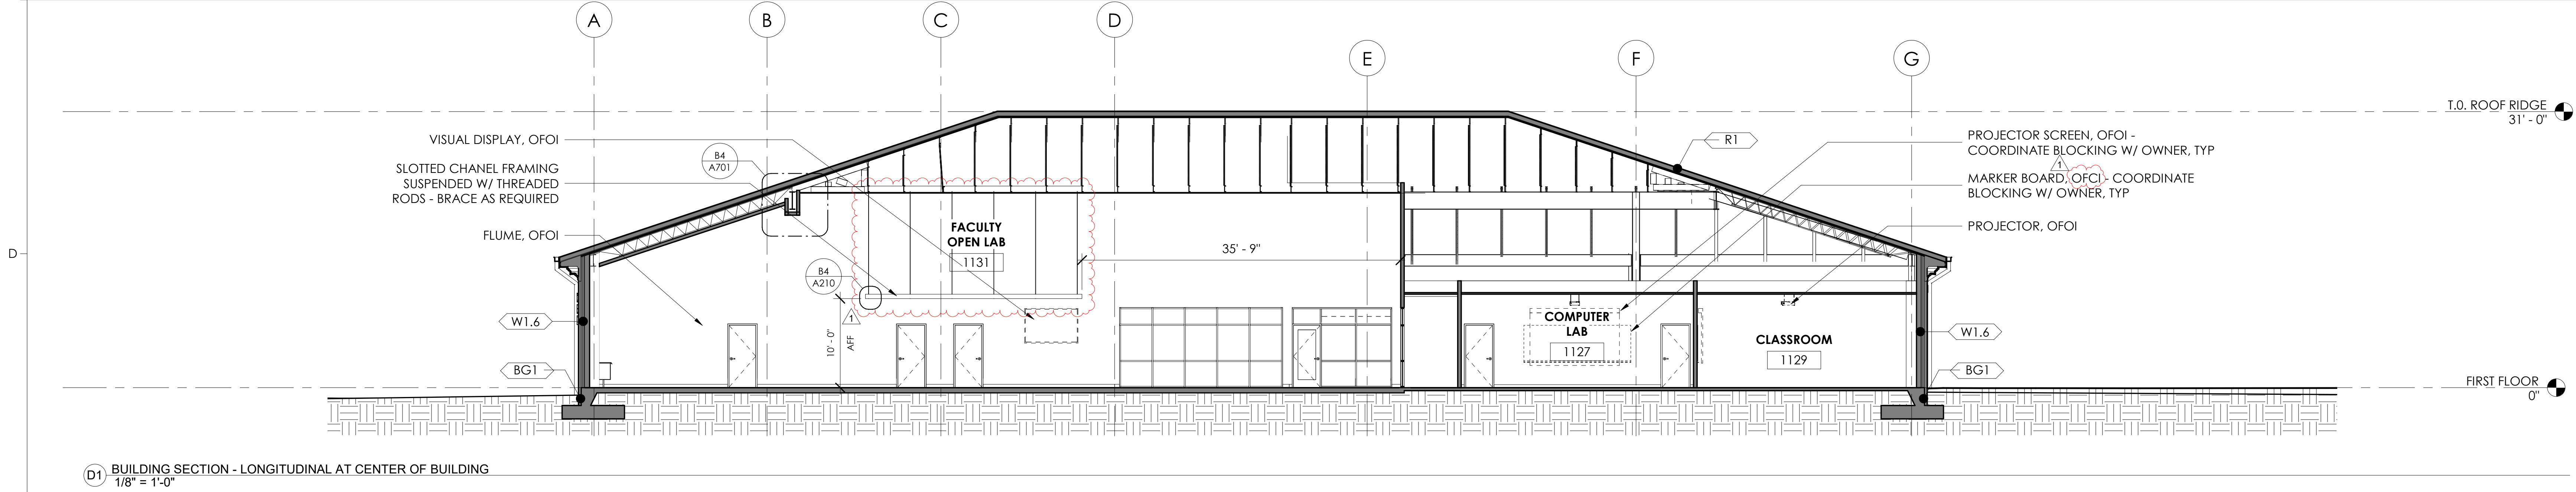 A
B
C
D
E
F
G
T.O. ROOF RIDGE
31' - 0"
VISUAL DISPLAY, OFOI
B4
A701
SLOTTED CHANEL FRAMING
SUSPENDED W/ THREADED
RODS - BRACE AS REQUIRED
FLUME, OFOI
R1
PROJECTOR SCREEN, OFOI -
COORDINATE BLOCKING W/ OWNER, TYP
1
MARKER BOARD, OFCI - COORDINATE
BLOCKING W/ OWNER, TYP
PROJECTOR, OFOI
FACULTY
OPEN LAB
1131
35' - 9"
D
B4
A210
1
10' - 0"
AFF
W1.6
BG1
COMPUTER
LAB
1127
CLASSROOM
1129
W1.6
BG1
FIRST FLOOR
0"
D1
BUILDING SECTION - LONGITUDINAL AT CENTER OF BUILDING
1/8" = 1'-0"